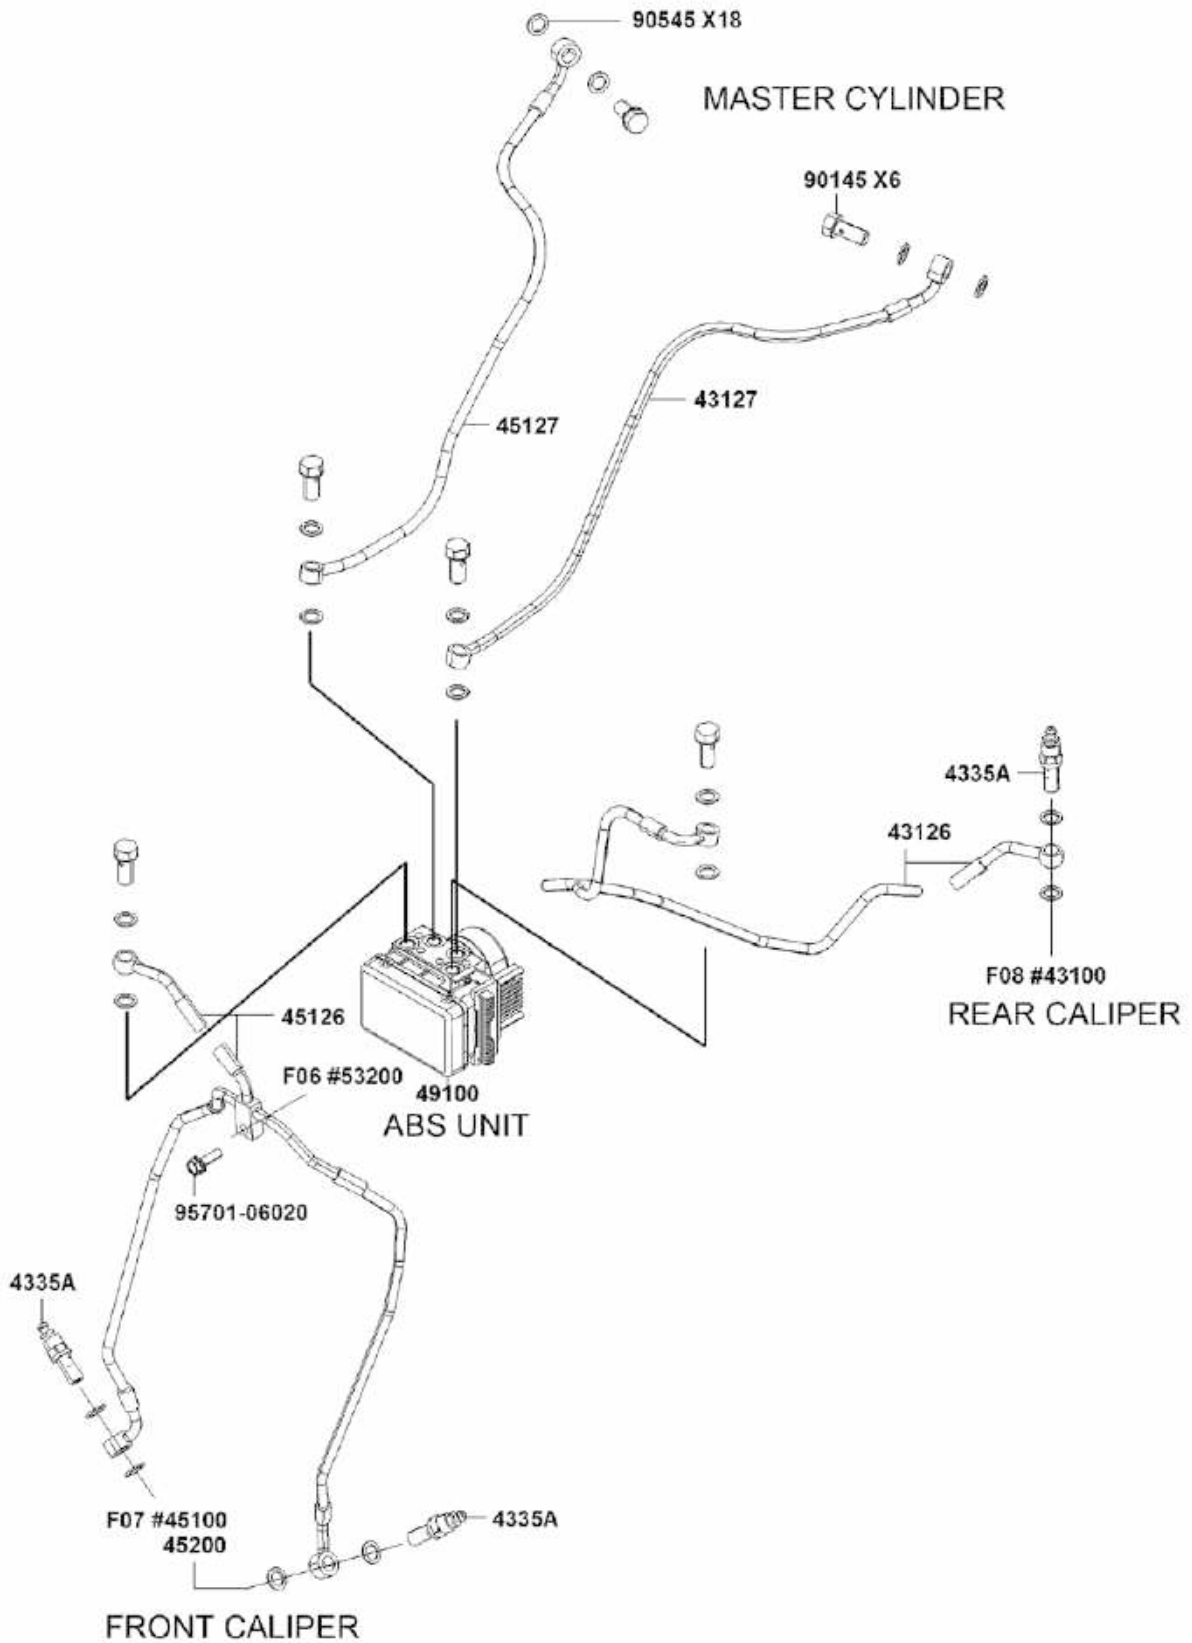 90545 X18
MASTER CYLINDER
90145 X6
43127
45127
4335A
43126
F08 #43100
REAR CALIPER
45126
F06 #53200
49100
ABS UNIT
95701-06020
4335A
F07 #45100
45200
4335A
FRONT CALIPER